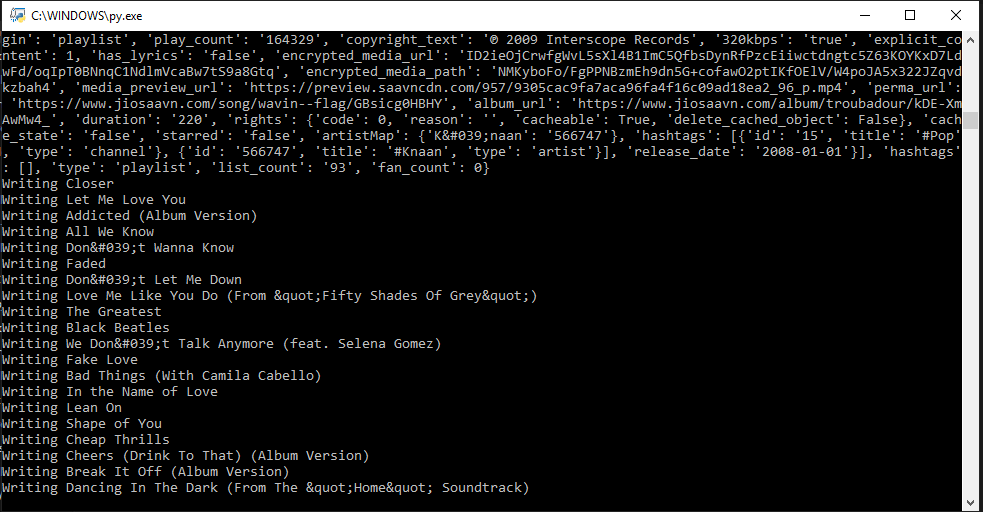 C:\WINDOWS\py.exe
gin': 'playlist', 'play_count': '164329', 'copyright_text': '℗ 2009 Interscope Records', '320kbps': 'true', 'explicit_co
ntent': 1, 'has_lyrics': 'false', 'encrypted_media_url': 'ID2ieOjCrwfgWvL5sXl4B1ImC5QfbsDynRfPzcEiiwctdngtc5Z63KOYKxD7Ld
wFd/oqIpT0BNnqC1NdlmVcaBw7tS9a8Gtq', 'encrypted_media_path': 'NMKyboFo/FgPPNBzmEh9dn5G+cofawO2ptIKfOElV/W4poJA5x322JZqvd
kzbah4', 'media_preview_url': 'https://preview.saavncdn.com/957/9305cac9fa7aca96fa4f16c09ad18ea2_96_p.mp4', 'perma_url':
'https://www.jiosaavn.com/song/wavin--flag/GBsicg0HBHY', 'album_url': 'https://www.jiosaavn.com/album/troubadour/kDE-Xm
AwMw4_', 'duration': '220', 'rights': {'code': 0, 'reason': '', 'cacheable': True, 'delete_cached_object': False}, 'cach
e_state': 'false', 'starred': 'false', 'artistMap': {'K&#039;naan': '566747'}, 'hashtags': [{'id': '15', 'title': '#Pop'
, 'type': 'channel'}, {'id': '566747', 'title': '#Knaan', 'type': 'artist'}], 'release_date': '2008-01-01'}], 'hashtags'
: [], 'type': 'playlist', 'list_count': '93', 'fan_count': 0}
Writing Closer
Writing Let Me Love You
Writing Addicted (Album Version)
Writing All We Know
Writing Don&#039;t Wanna Know
Writing Faded
Writing Don&#039;t Let Me Down
Writing Love Me Like You Do (From &quot;Fifty Shades Of Grey&quot;)
Writing The Greatest
Writing Black Beatles
Writing We Don&#039;t Talk Anymore (feat. Selena Gomez)
Writing Fake Love
Writing Bad Things (With Camila Cabello)
Writing In the Name of Love
Writing Lean On
Writing Shape of You
Writing Cheap Thrills
Writing Cheers (Drink To That) (Album Version)
Writing Break It Off (Album Version)
Writing Dancing In The Dark (From The &quot;Home&quot; Soundtrack)